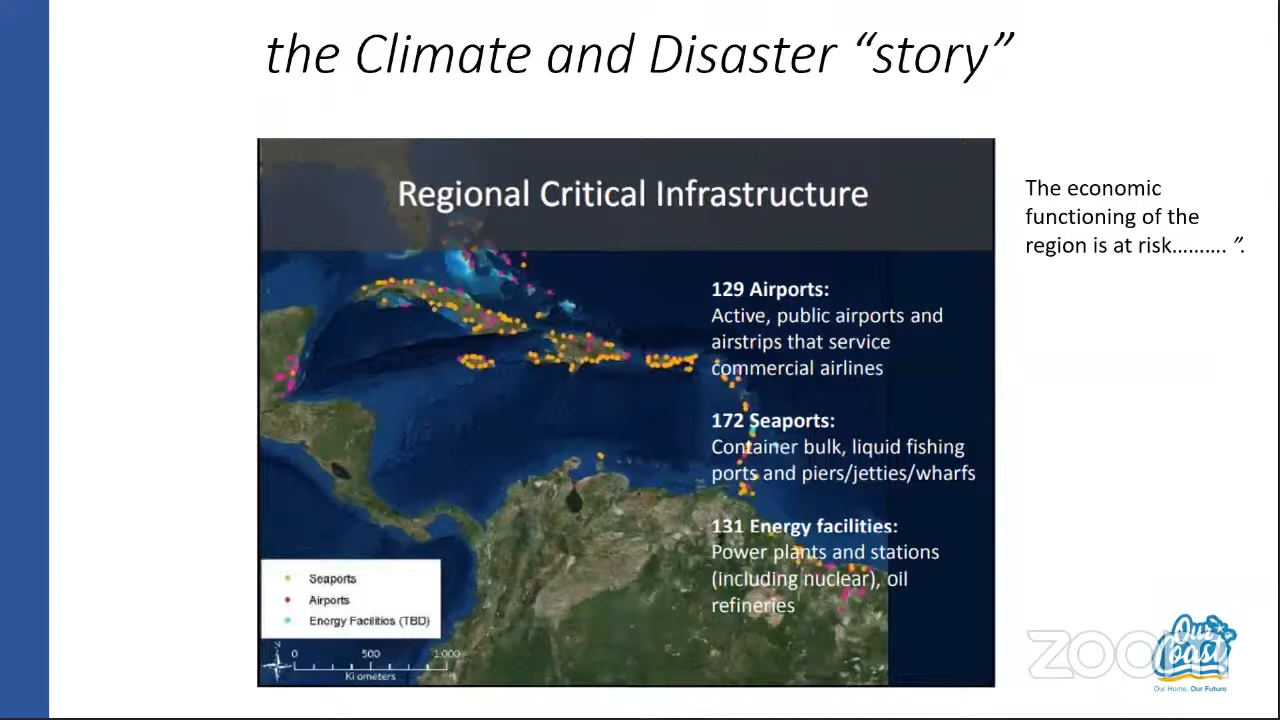 the Climate and Disaster “story”
Regional Critical Infrastructure
The economic
functioning of the
region is at risk………. ”.
129 Airports:
Active, public airports and
airstrips that service
commercial airlines
172 Seaports:
Container bulk, liquid fishing
ports and piers/jetties/wharfs
131 Energy facilities:
Power plants and stations
(including nuclear), oil
refineries
Seaports
Airports
Energy Facilities (TBD)
0 500 1,000
Kilometers
zoom
Our
Coast
Our Home, Our Future